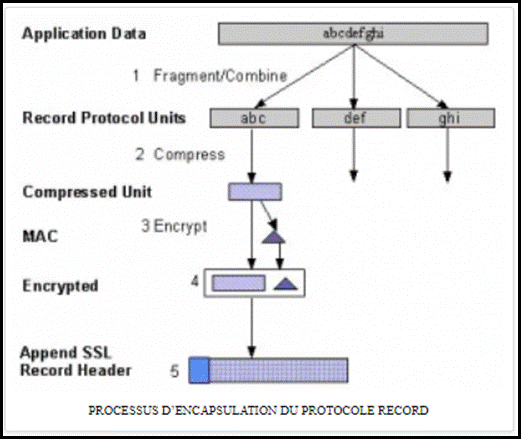 Application Data
abcdefghi
1 Fragment/Combine
Record Protocol Units
abc
def
ghi
2 Compress
Compressed Unit
3 Encrypt
MAC
Encrypted
4
Append SSL
Record Header
5
PROCESSUS D'ENCAPSULATION DU PROTOCOLE RECORD